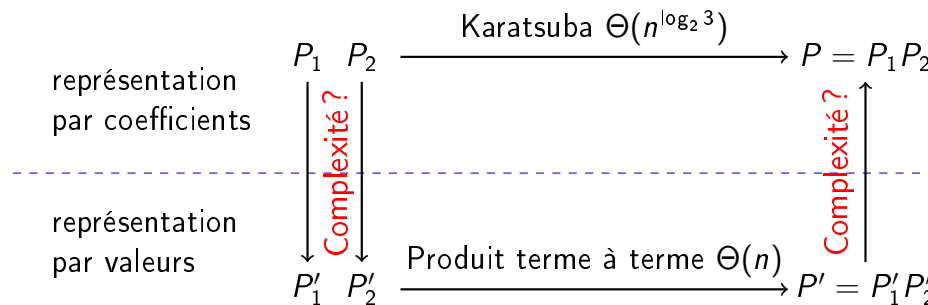 Karatsuba Θ(n^{log₂ 3})
P₁ P₂
P = P₁P₂
représentation
par coefficients
Complexité ?
Complexité ?
représentation
par valeurs
Produit terme à terme Θ(n)
P′₁ P′₂
P′ = P′₁P′₂